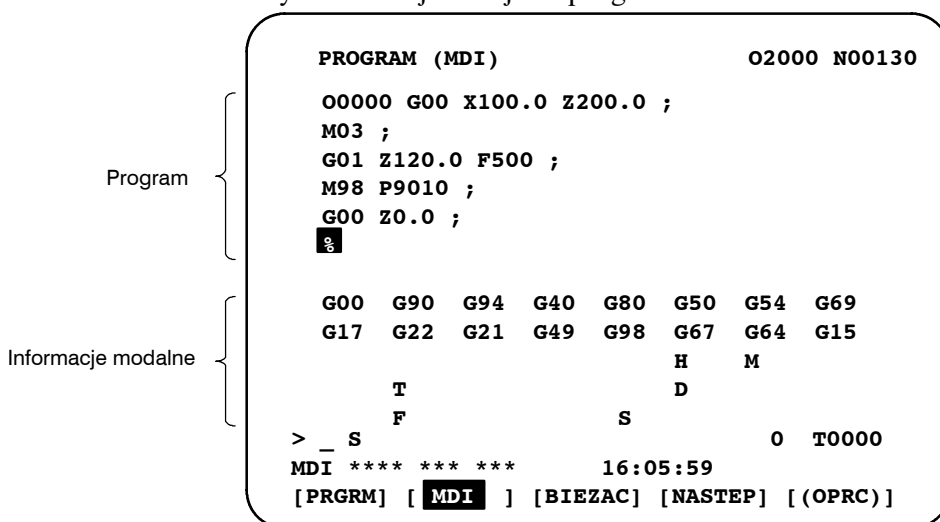 PROGRAM (MDI) O2000 N00130
O0000 G00 X100.0 Z200.0 ;
M03 ;
G01 Z120.0 F500 ;
Program
M98 P9010 ;
G00 Z0.0 ;
%
G00 G90 G94 G40 G80 G50 G54 G69
G17 G22 G21 G49 G98 G67 G64 G15
Informacje modalne
H M
T D
F S
> _ S 0 T0000
MDI **** *** *** 16:05:59
[PRGRM] [ MDI ] [BIEZAC] [NASTEP] [(OPRC)]